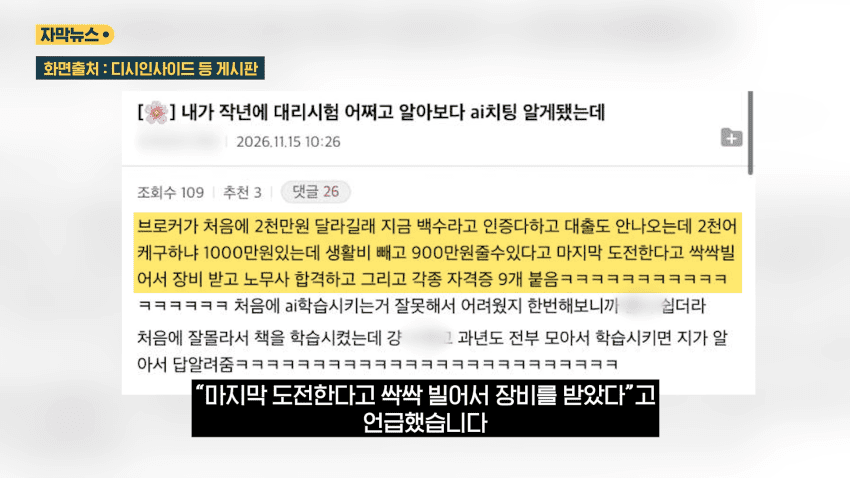 자막뉴스
화면출처 : 디시인사이드 등 게시판
[🌸] 내가 작년에 대리시험 어쩌고 알아보다 ai치팅 알게됐는데
2026.11.15 10:26
조회수 109 추천 3 댓글 26
브로커가 처음에 2천만원 달라길래 지금 백수라고 인증다하고 대출도 안나오는데 2천어
케구하냐 1000만원있는데 생활비 빼고 900만원줄수있다고 마지막 도전한다고 싹싹빌
어서 장비 받고 노무사 합격하고 그리고 각종 자격증 9개 붙음ㅋㅋㅋㅋㅋㅋㅋㅋㅋㅋㅋ
ㅋㅋㅋㅋㅋㅋ 처음에 ai학습시키는거 잘못해서 어려웠지 한번해보니까 쉽더라
처음에 잘몰라서 책을 학습시켰는데 걍 과년도 전부 모아서 학습시키면 지가 알
아서 답알려줌ㅋㅋㅋㅋㅋㅋㅋㅋㅋㅋㅋㅋㅋㅋㅋㅋㅋㅋㅋㅋㅋㅋㅋㅋㅋ
“마지막 도전한다고 싹싹 빌어서 장비를 받았다”고
언급했습니다